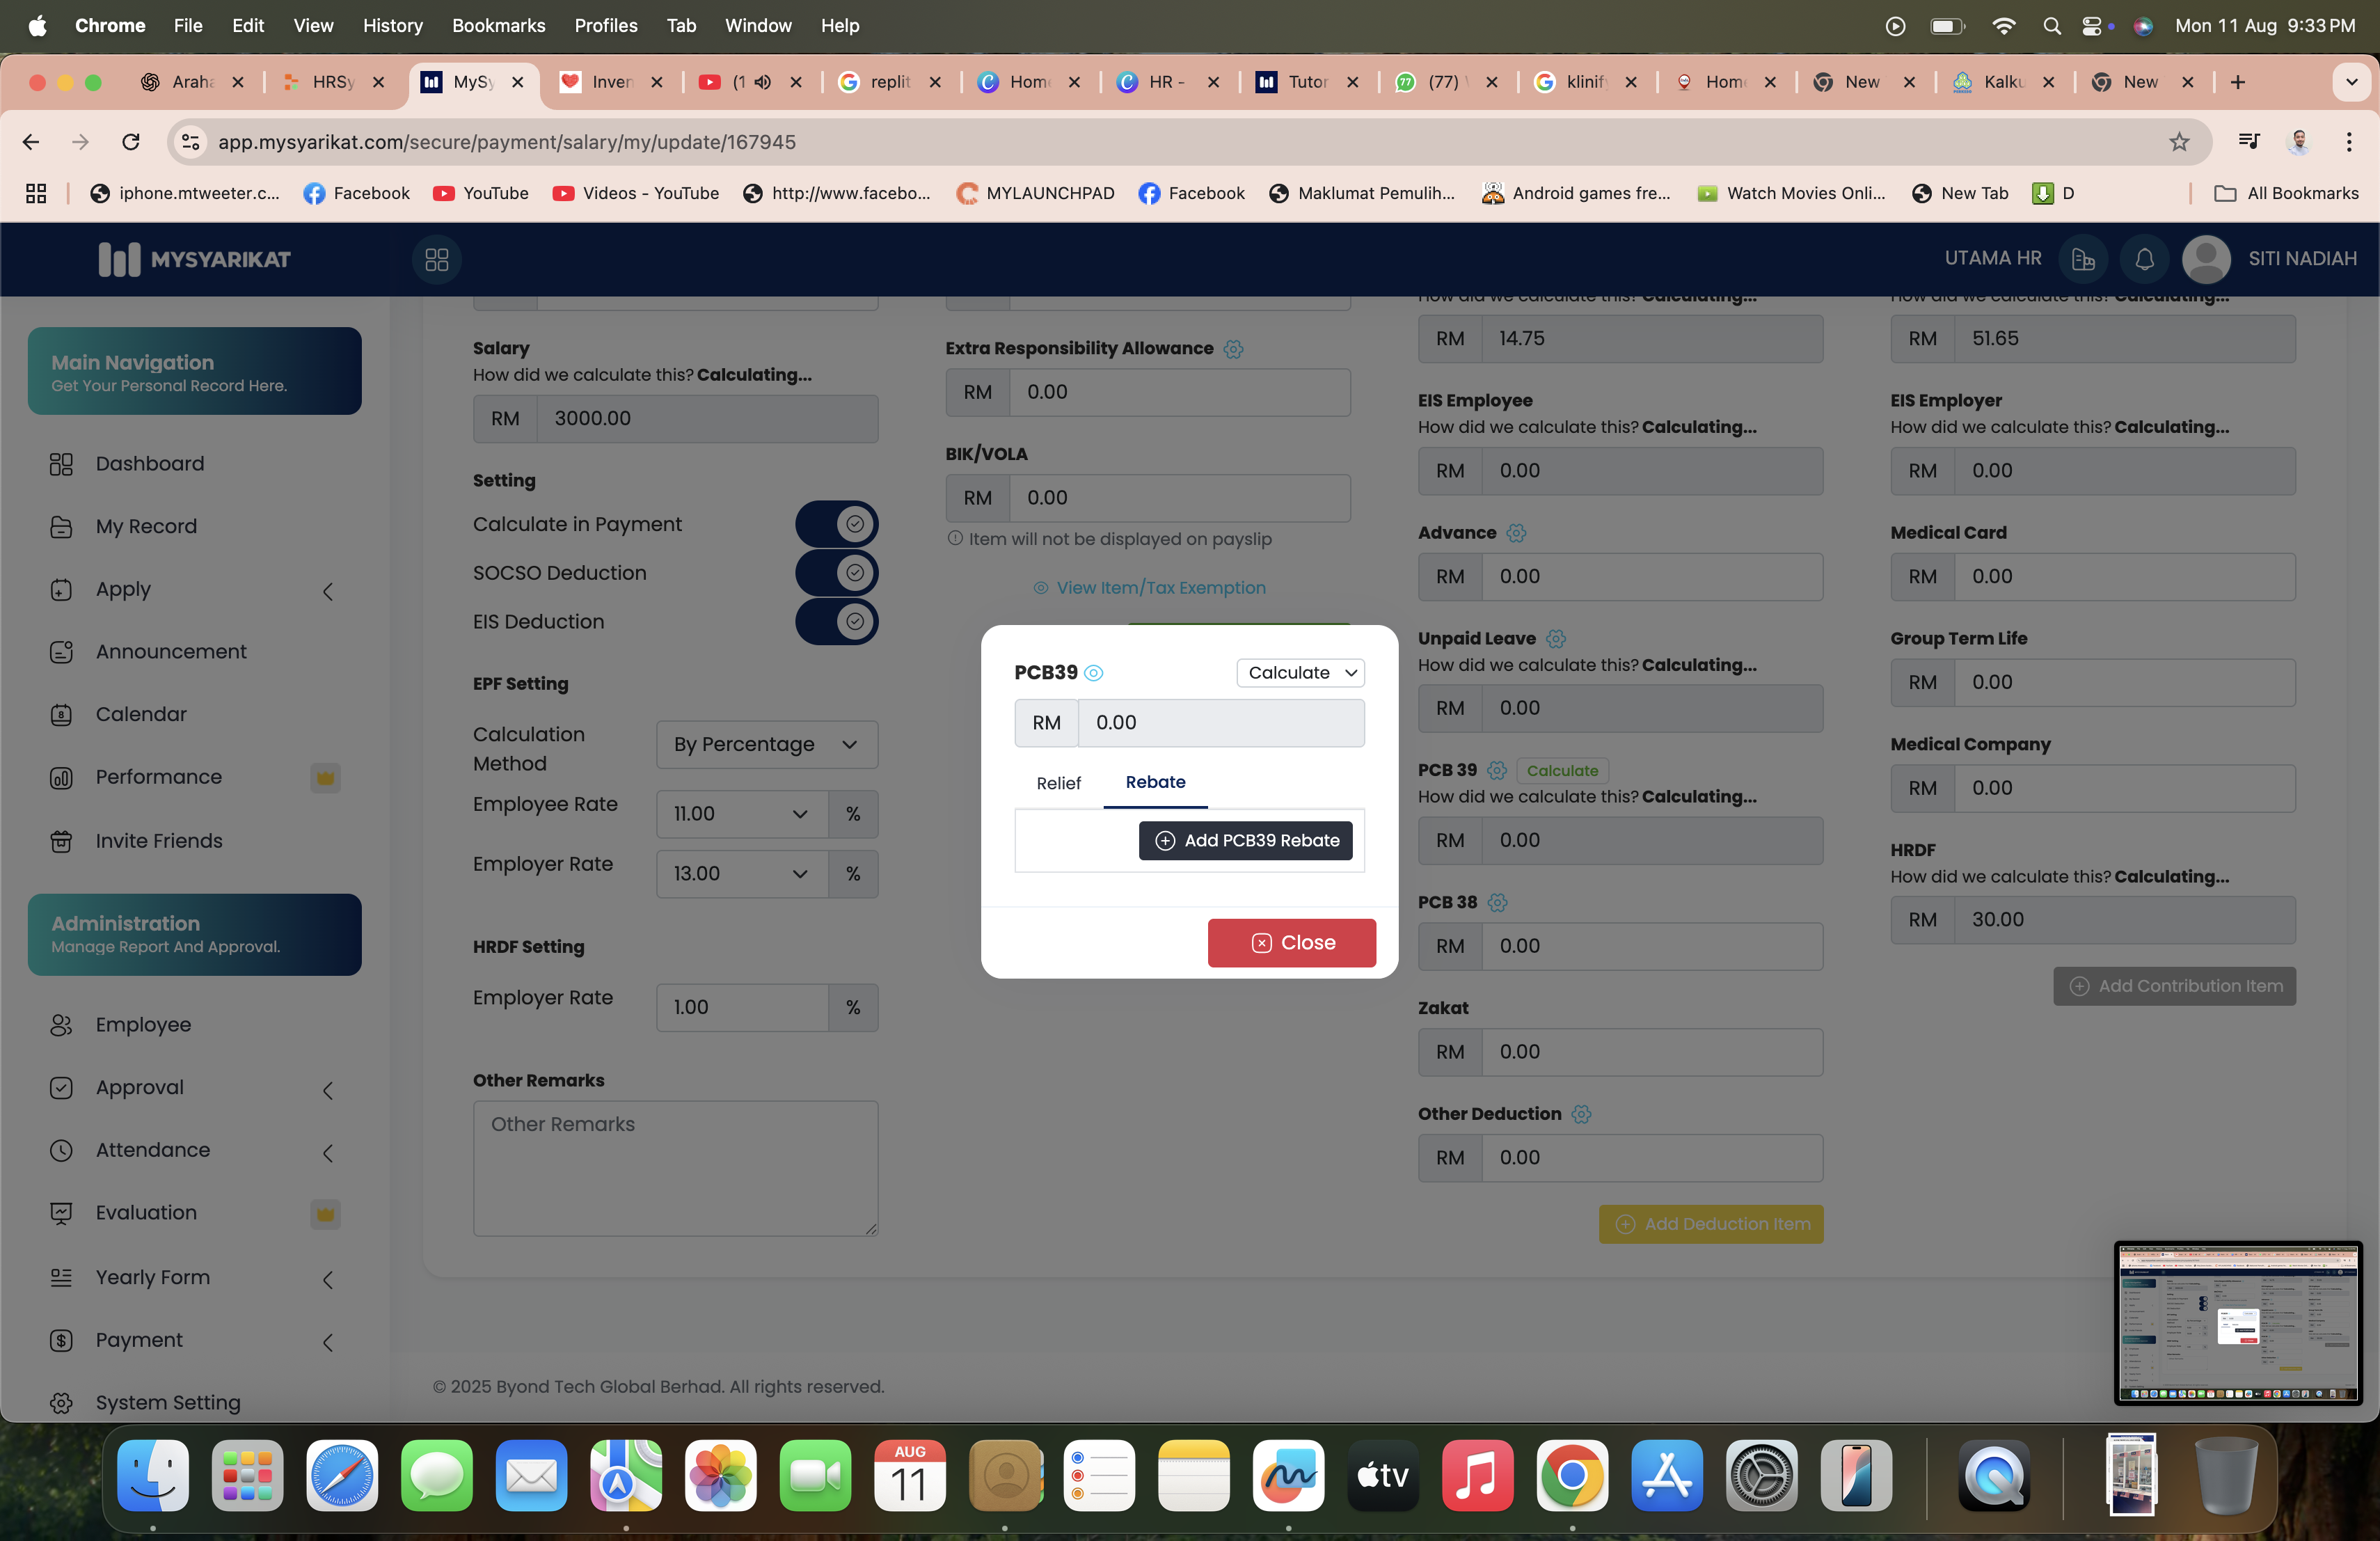 Chrome File Edit View History Bookmarks Profiles Tab Window Help
Mon 11 Aug 9:33 PM
Araha HRSy MySy Inven (1 replit Home HR - Tutor (77) klinify Home New Kalku New
app.mysyarikat.com/secure/payment/salary/my/update/167945
iphone.mtweeter.c... Facebook YouTube Videos - YouTube http://www.facebo... MYLAUNCHPAD Facebook Maklumat Pemulih... Android games fre... Watch Movies Onli... New Tab D All Bookmarks
MYSYARIKAT
UTAMA HR
SITI NADIAH
Main Navigation
Get Your Personal Record Here.
Dashboard
My Record
Apply
Announcement
Calendar
8
Performance
Invite Friends
Administration
Manage Report And Approval.
Employee
Approval
Attendance
Evaluation
Yearly Form
Payment
System Setting
Salary
How did we calculate this? Calculating...
RM 3000.00
Setting
Calculate in Payment
SOCSO Deduction
EIS Deduction
EPF Setting
Calculation
Method
By Percentage
Employee Rate 11.00 %
Employer Rate 13.00 %
HRDF Setting
Employer Rate 1.00 %
Other Remarks
Other Remarks
Extra Responsibility Allowance
RM 0.00
BIK/VOLA
RM 0.00
Item will not be displayed on payslip
View Item/Tax Exemption
PCB39 Calculate
RM 0.00
Relief Rebate
Add PCB39 Rebate
Close
How did we calculate this? Calculating...
RM 14.75
EIS Employee
How did we calculate this? Calculating...
RM 0.00
Advance
RM 0.00
Unpaid Leave
How did we calculate this? Calculating...
RM 0.00
PCB 39 Calculate
How did we calculate this? Calculating...
RM 0.00
PCB 38
RM 0.00
Zakat
RM 0.00
Other Deduction
RM 0.00
Add Deduction Item
How did we calculate this? Calculating...
RM 51.65
EIS Employer
How did we calculate this? Calculating...
RM 0.00
Medical Card
RM 0.00
Group Term Life
RM 0.00
Medical Company
RM 0.00
HRDF
How did we calculate this? Calculating...
RM 30.00
Add Contribution Item
© 2025 Byond Tech Global Berhad. All rights reserved.
AUG
11
tv